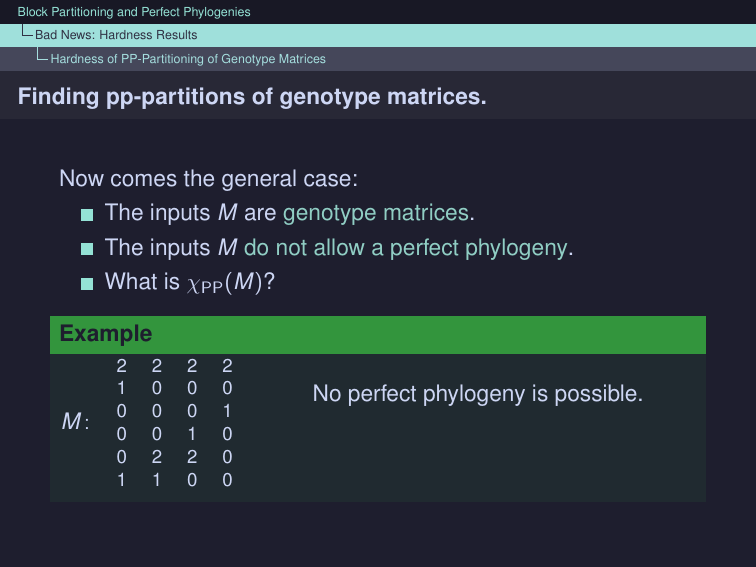 Block Partitioning and Perfect Phylogenies
Bad News: Hardness Results
Hardness of PP-Partitioning of Genotype Matrices
Finding pp-partitions of genotype matrices.
Now comes the general case:
The inputs M are genotype matrices.
The inputs M do not allow a perfect phylogeny.
What is χPP(M)?
Example
M:
2 2 2 2
1 0 0 0
0 0 0 1
0 0 1 0
0 2 2 0
1 1 0 0
No perfect phylogeny is possible.